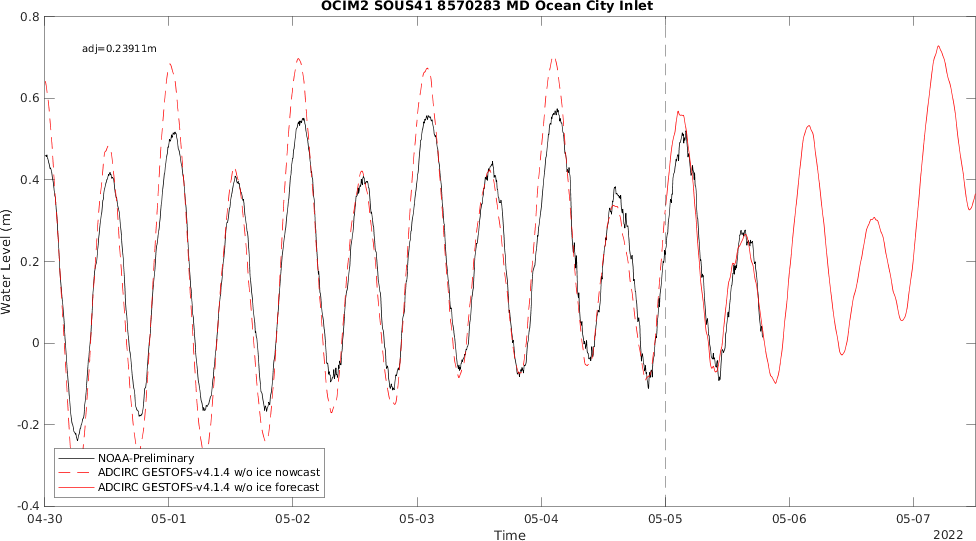 OCIM2 SOUS41 8570283 MD Ocean City Inlet
adj=0.23911m
Water Level (m)
0.8
0.6
0.4
0.2
0
-0.2
-0.4
NOAA-Preliminary
ADCIRC GESTOFS-v4.1.4 w/o ice nowcast
ADCIRC GESTOFS-v4.1.4 w/o ice forecast
04-30 05-01 05-02 05-03 05-04 05-05 05-06 05-07
Time
2022